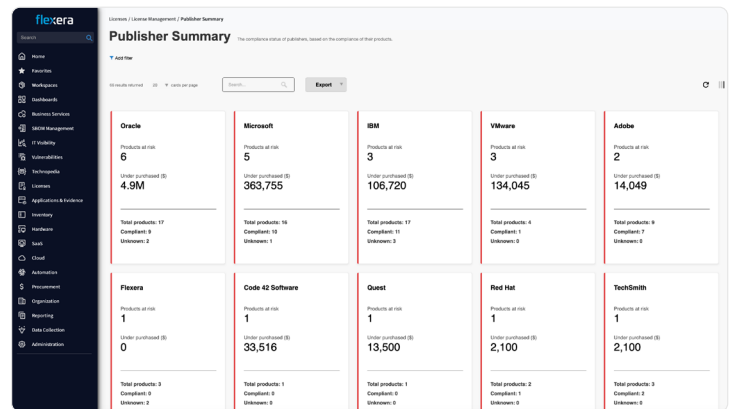 flexera
Search
Home
Favorites
Workspaces
Dashboards
Business Services
SBOM Management
IT Visibility
Vulnerabilities
Technopedia
Licenses
Applications & Evidence
Inventory
Hardware
SaaS
Cloud
Automation
Procurement
Organization
Reporting
Data Collection
Administration
Licenses / License Management / Publisher Summary
Publisher Summary The compliance status of publishers, based on the compliance of their products.
Add filter
results returned 20 cards per page Search... Export
Oracle
Products at risk
6
Under purchased ($)
4.9M
Total products: 17
Compliant: 9
Unknown: 2
Microsoft
Products at risk
5
Under purchased ($)
363,755
Total products: 16
Compliant: 10
Unknown: 1
IBM
Products at risk
3
Under purchased ($)
106,720
Total products: 17
Compliant: 11
Unknown: 3
VMware
Products at risk
3
Under purchased ($)
134,045
Total products: 4
Compliant: 1
Unknown: 0
Adobe
Products at risk
2
Under purchased ($)
14,049
Total products: 9
Compliant: 7
Unknown: 0
Flexera
Products at risk
1
Under purchased ($)
0
Total products: 3
Compliant: 0
Unknown: 2
Code 42 Software
Products at risk
1
Under purchased ($)
33,516
Total products: 1
Compliant: 0
Unknown: 0
Quest
Products at risk
1
Under purchased ($)
13,500
Total products: 1
Compliant: 0
Unknown: 0
Red Hat
Products at risk
1
Under purchased ($)
2,100
Total products: 2
Compliant: 1
Unknown: 0
TechSmith
Products at risk
1
Under purchased ($)
2,100
Total products: 3
Compliant: 2
Unknown: 0